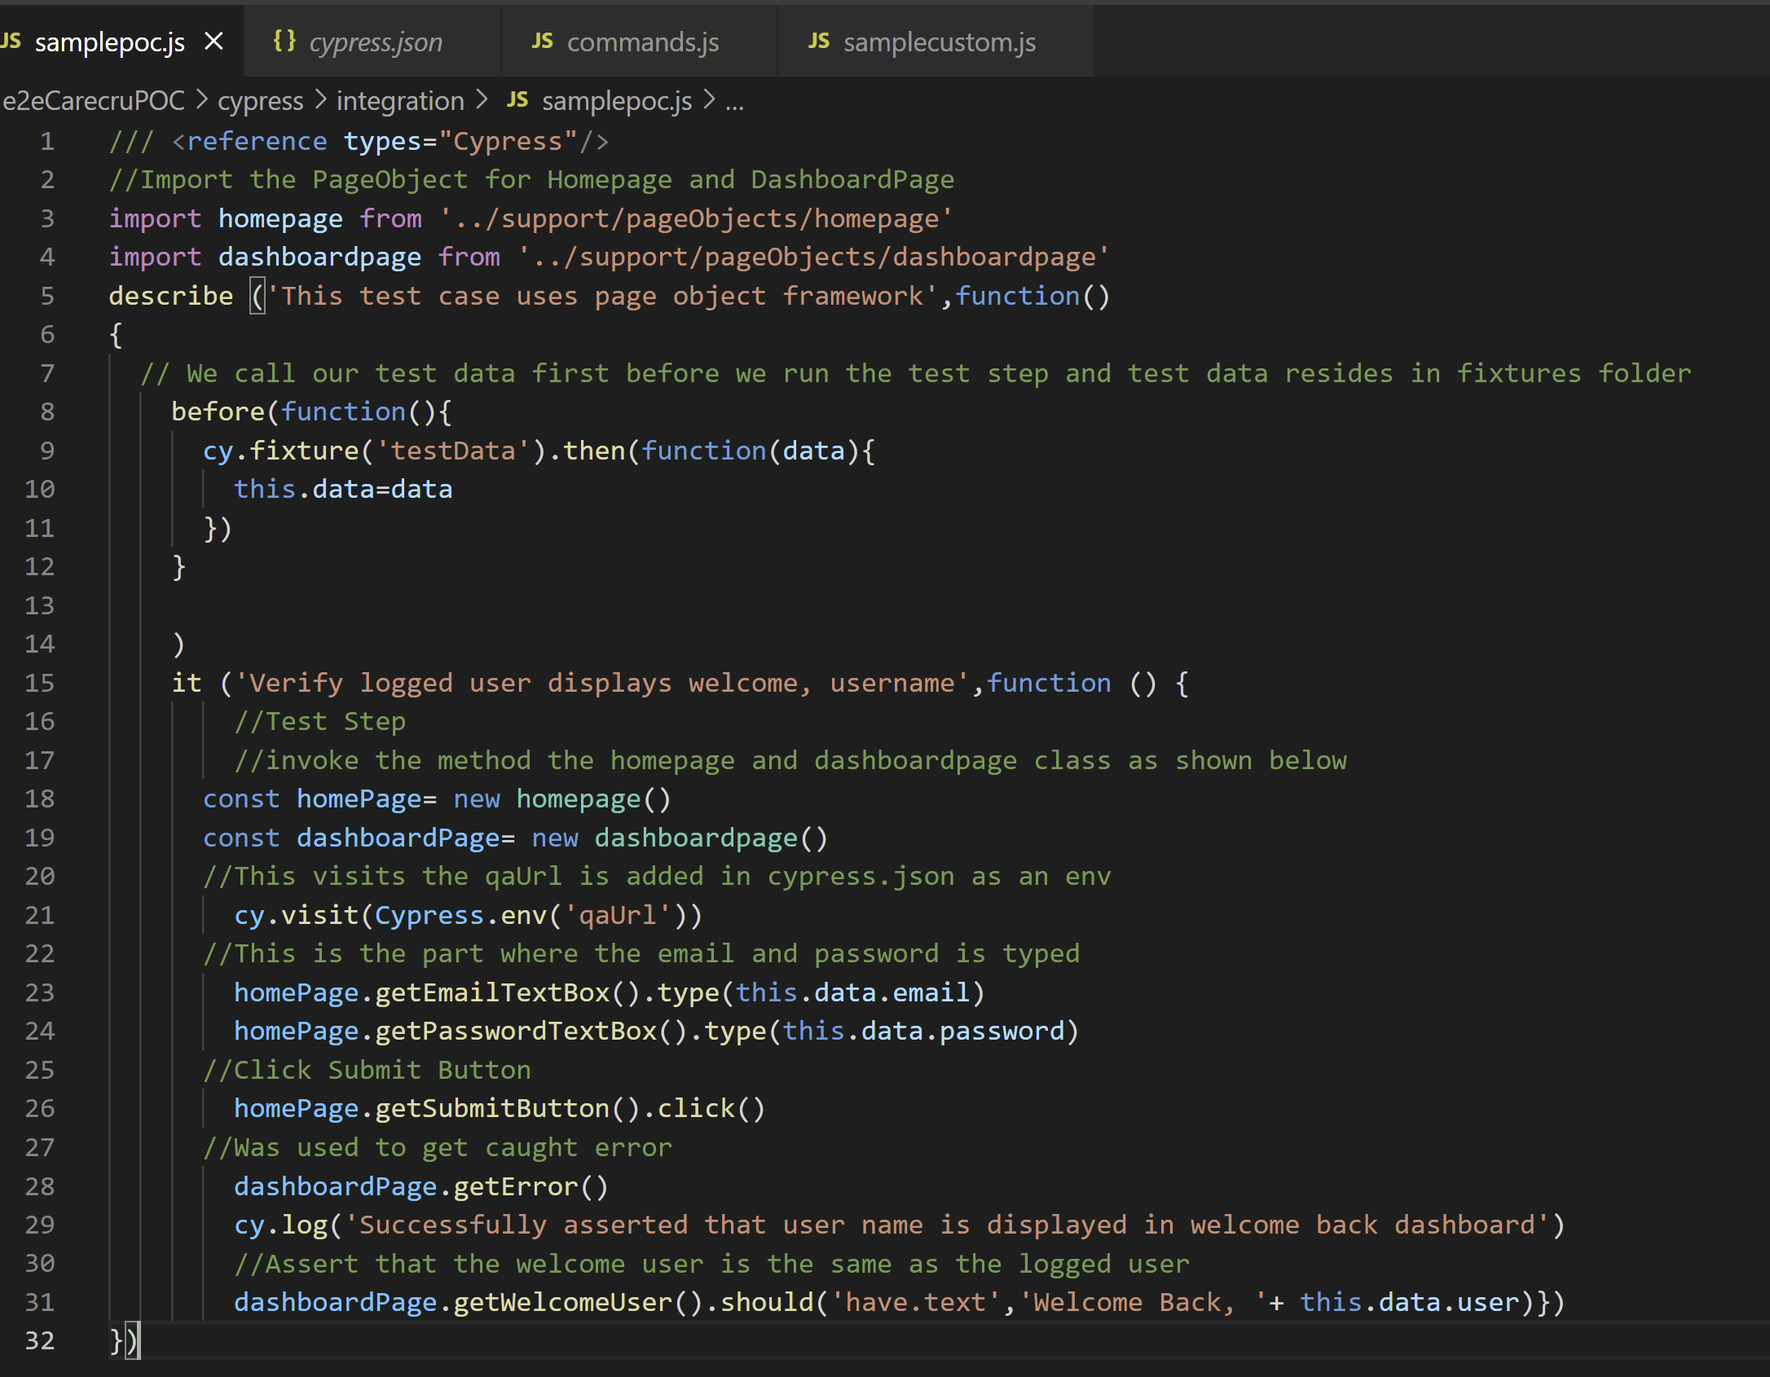 JS samplepoc.js × {} cypress.json JS commands.js JS samplecustom.js
e2eCarecruPOC > cypress > integration > JS samplepoc.js > ...
1 /// <reference types="Cypress"/>
2 //Import the PageObject for Homepage and DashboardPage
3 import homepage from '../support/pageObjects/homepage'
4 import dashboardpage from '../support/pageObjects/dashboardpage'
5 describe ('This test case uses page object framework',function()
6 {
7 // We call our test data first before we run the test step and test data resides in fixtures folder
8 before(function(){
9 cy.fixture('testData').then(function(data){
10 this.data=data
11 })
12 }
13
14 )
15 it ('Verify logged user displays welcome, username',function () {
16 //Test Step
17 //invoke the method the homepage and dashboardpage class as shown below
18 const homePage= new homepage()
19 const dashboardPage= new dashboardpage()
20 //This visits the qaUrl is added in cypress.json as an env
21 cy.visit(Cypress.env('qaUrl'))
22 //This is the part where the email and password is typed
23 homePage.getEmailTextBox().type(this.data.email)
24 homePage.getPasswordTextBox().type(this.data.password)
25 //Click Submit Button
26 homePage.getSubmitButton().click()
27 //Was used to get caught error
28 dashboardPage.getError()
29 cy.log('Successfully asserted that user name is displayed in welcome back dashboard')
30 //Assert that the welcome user is the same as the logged user
31 dashboardPage.getWelcomeUser().should('have.text','Welcome Back, '+ this.data.user)})
32 })